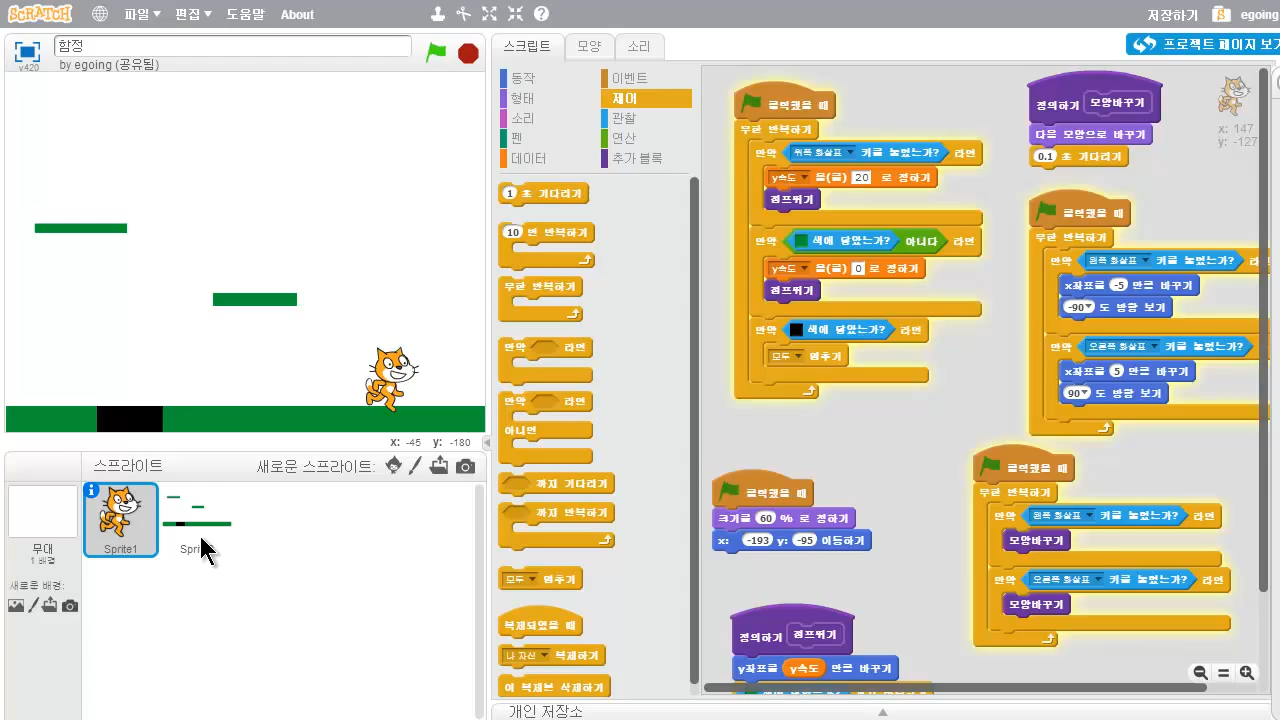 SCRATCH 파일 편집 도움말 About 저장하기 egoing
v420 함정
by egoing (공유됨)
스크립트 모양 소리
프로젝트 페이지 보기
동작 이벤트
형태 제어
소리 관찰
펜 연산
데이터 추가 블록
1 초 기다리기
10 번 반복하기
무한 반복하기
만약 라면
만약 라면
아니면
까지 기다리기
까지 반복하기
모두 멈추기
복제되었을 때
나 자신 복제하기
이 복제본 삭제하기
클릭했을 때
무한 반복하기
만약 위쪽 화살표 키를 눌렀는가? 라면
y속도 을(를) 20 로 정하기
점프뛰기
만약 색에 닿았는가? 아니다 라면
y속도 을(를) 0 로 정하기
점프뛰기
만약 색에 닿았는가? 라면
모두 멈추기
클릭했을 때
크기를 60 % 로 정하기
x: -193 y: -95 이동하기
정의하기 점프뛰기
y좌표를 y속도 만큼 바꾸기
정의하기 모양바꾸기
다음 모양으로 바꾸기
0.1 초 기다리기
x: 147
y: -127
클릭했을 때
무한 반복하기
만약 왼쪽 화살표 키를 눌렀는가?
x좌표를 -5 만큼 바꾸기
-90 도 방향 보기
만약 오른쪽 화살표 키를 눌렀는가?
x좌표를 5 만큼 바꾸기
90 도 방향 보기
클릭했을 때
무한 반복하기
만약 왼쪽 화살표 키를 눌렀는가? 라면
모양바꾸기
만약 오른쪽 화살표 키를 눌렀는가? 라면
모양바꾸기
x: -45 y: -180
스프라이트 새로운 스프라이트:
무대
1 배경
새로운 배경:
Sprite1
개인 저장소